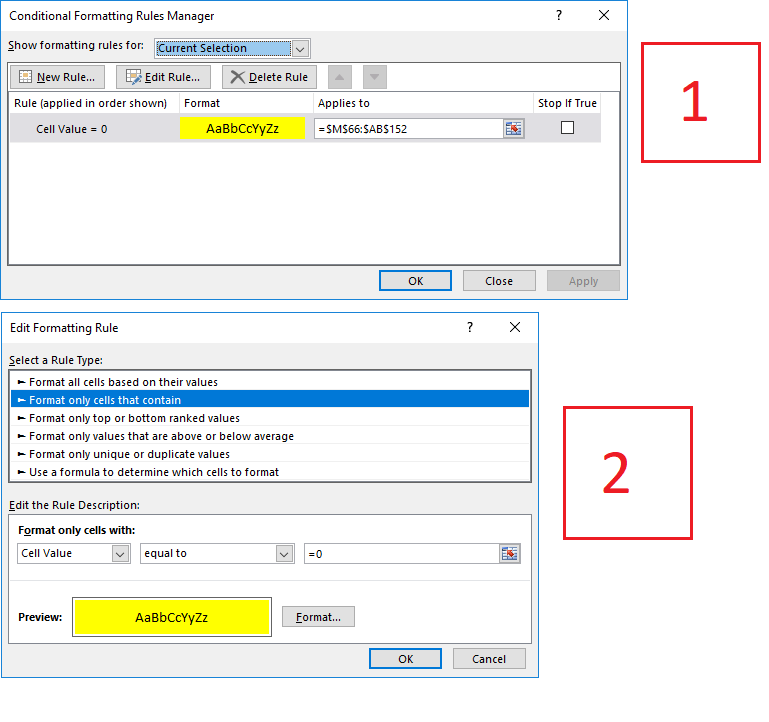 Conditional Formatting Rules Manager
?
Show formatting rules for: Current Selection
New Rule... Edit Rule... Delete Rule
Rule (applied in order shown) Format Applies to Stop If True
Cell Value = 0 AaBbCcYyZz =$M$66:$AB$152
OK Close Apply
1
Edit Formatting Rule
?
Select a Rule Type:
► Format all cells based on their values
► Format only cells that contain
► Format only top or bottom ranked values
► Format only values that are above or below average
► Format only unique or duplicate values
► Use a formula to determine which cells to format
Edit the Rule Description:
Format only cells with:
Cell Value equal to =0
Preview: AaBbCcYyZz Format...
OK Cancel
2